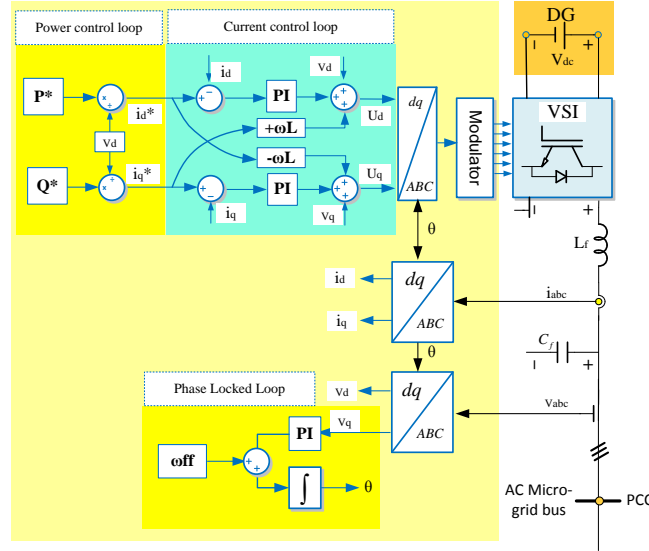 Power control loop
Current control loop
DG
− +
Vdc
P*
× ÷
id*
id
+ −
PI
Vd
+ + +
Ud
dq
ABC
Modulator
VSI
Vd
+ωL
-ωL
Q*
× ÷
iq*
+ −
PI
+ + +
Uq
iq
Vq
θ
Lf
id
iq
dq
ABC
iabc
θ
Cf
− +
Phase Locked Loop
Vd
Vq
dq
ABC
vabc
PI
ωff
+ +
∫
θ
AC Micro-
grid bus
PCC